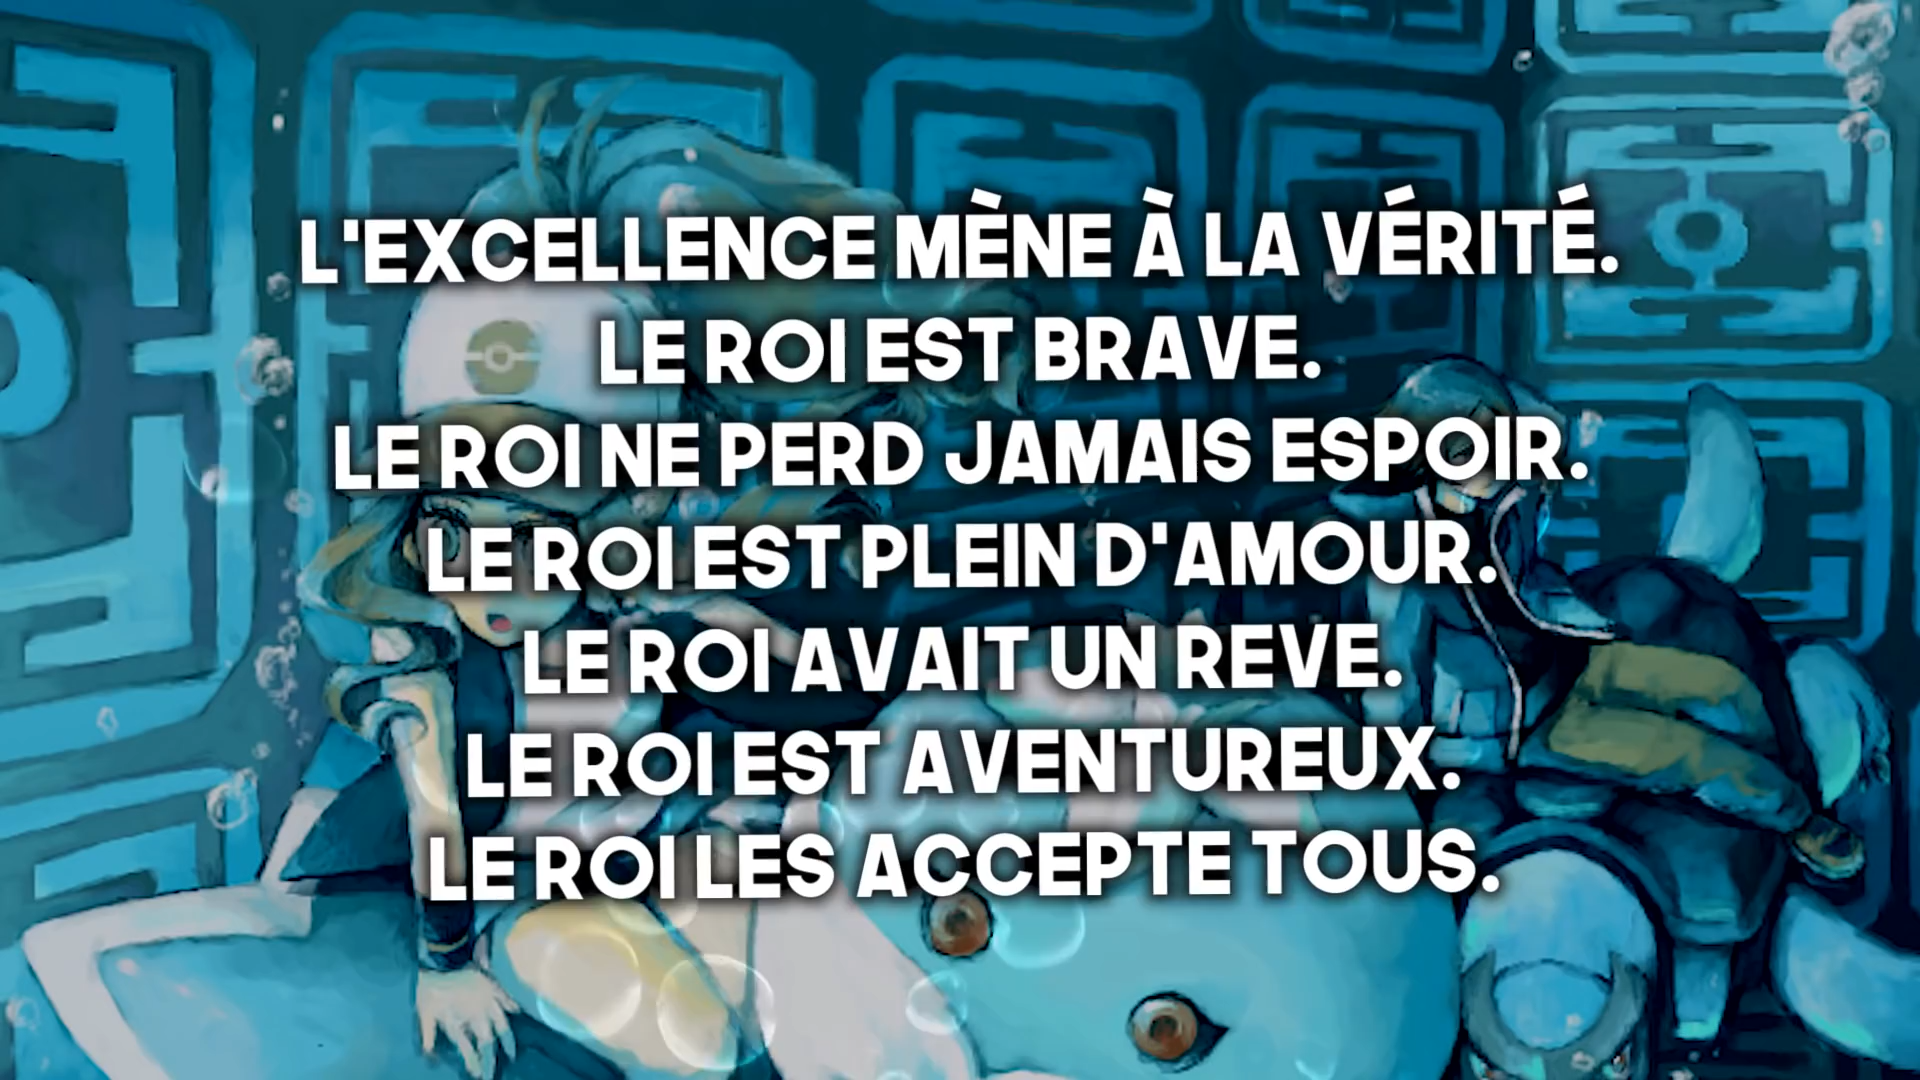 L'EXCELLENCE MÈNE À LA VÉRITÉ.
LE ROI EST BRAVE.
LE ROI NE PERD JAMAIS ESPOIR.
LE ROI EST PLEIN D'AMOUR.
LE ROI AVAIT UN REVE.
LE ROI EST AVENTUREUX.
LE ROI LES ACCEPTE TOUS.